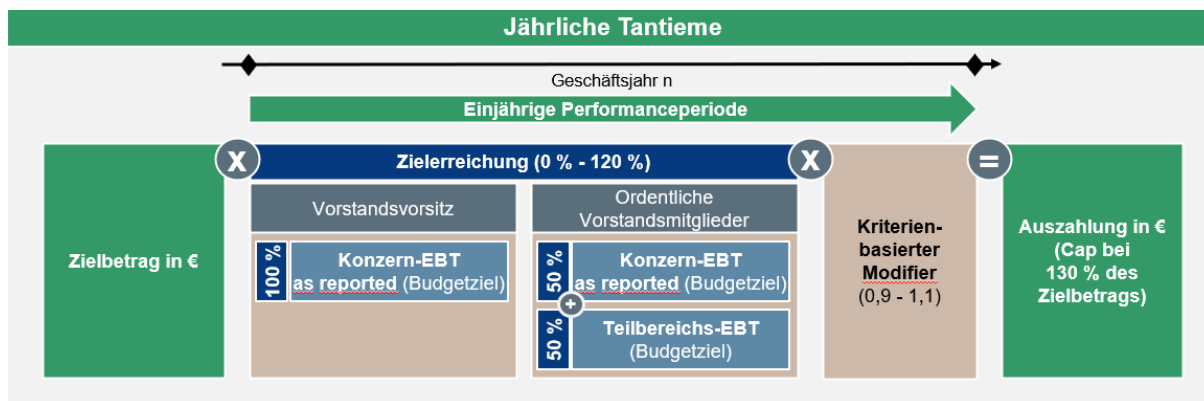 Jährliche Tantieme
Geschäftsjahr n
Einjährige Performanceperiode
Zielbetrag in €
X
Zielerreichung (0 % - 120 %)
Vorstandsvorsitz
100 %
Konzern-EBT
as reported (Budgetziel)
Ordentliche
Vorstandsmitglieder
50 %
Konzern-EBT
as reported (Budgetziel)
+
50 %
Teilbereichs-EBT
(Budgetziel)
X
Kriterien-
basierter
Modifier
(0,9 - 1,1)
=
Auszahlung in €
(Cap bei
130 % des
Zielbetrags)